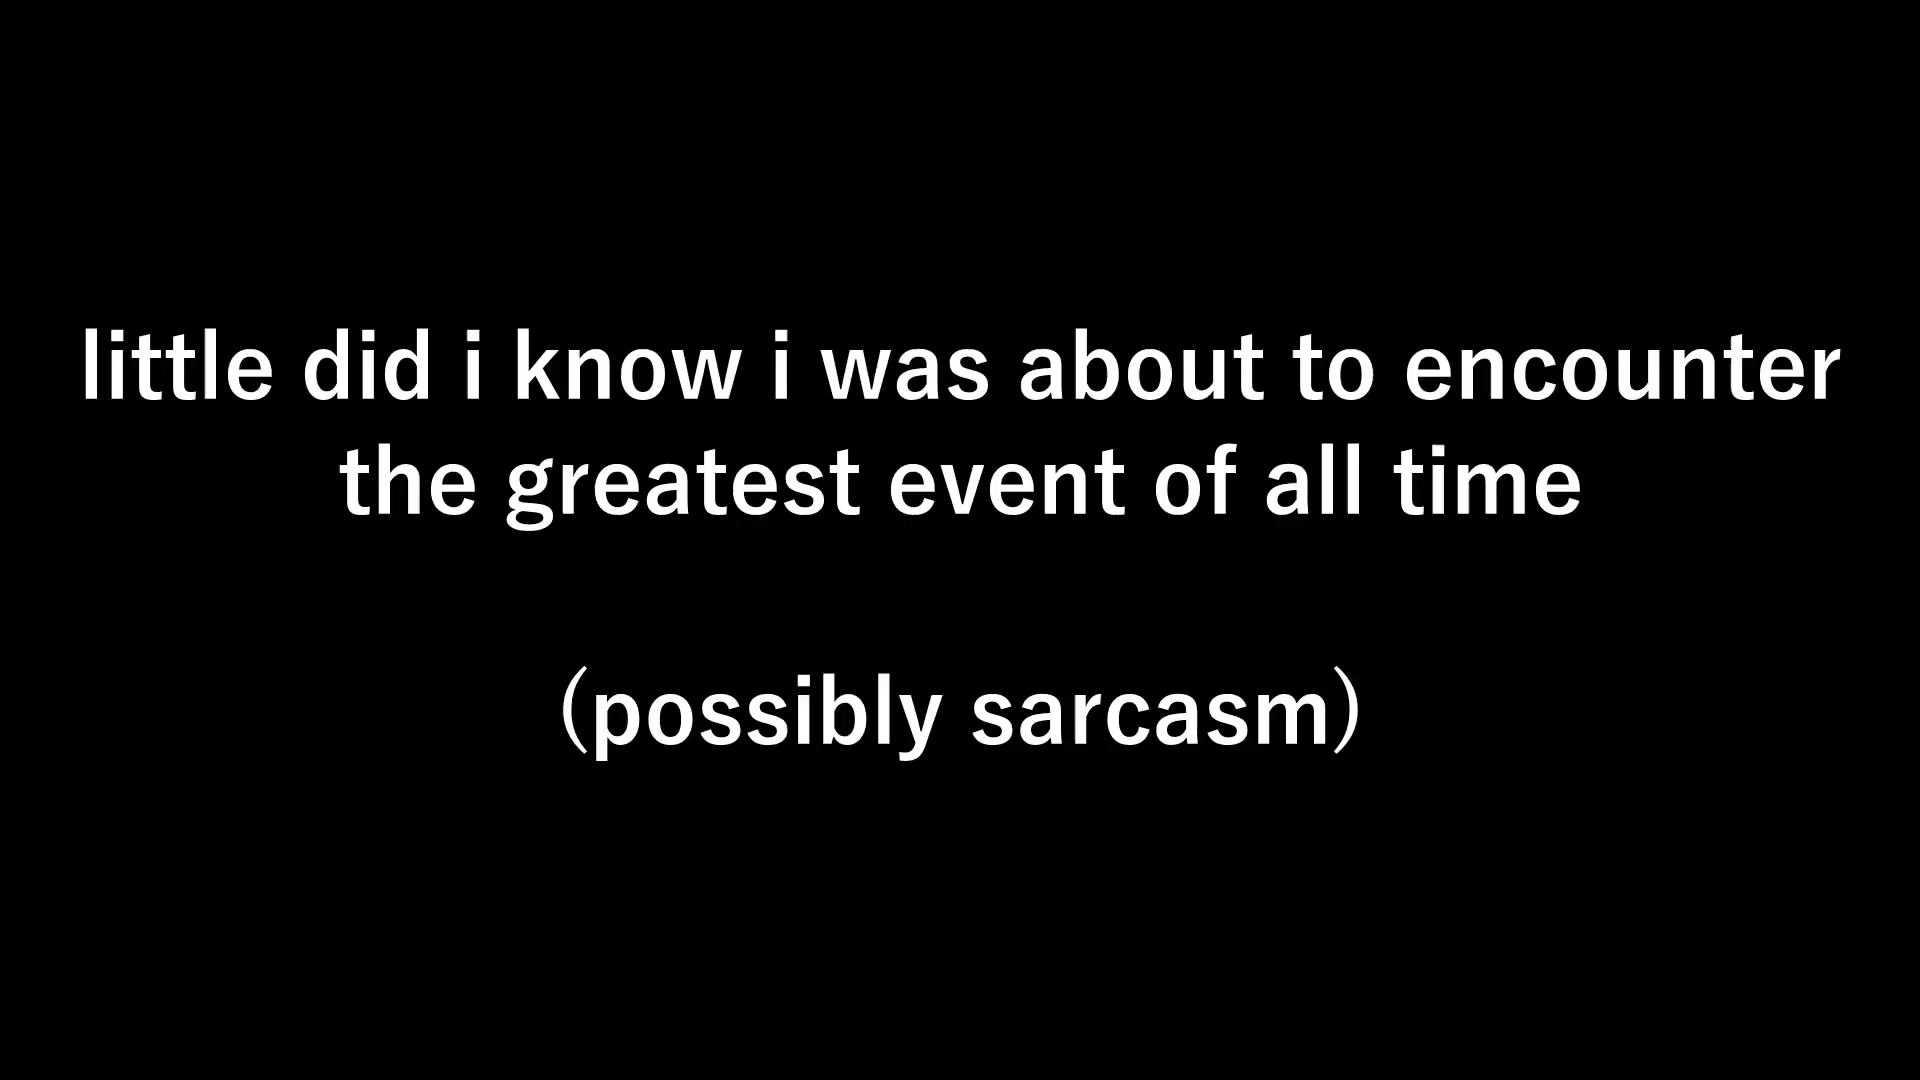 little did i know i was about to encounter
the greatest event of all time
(possibly sarcasm)